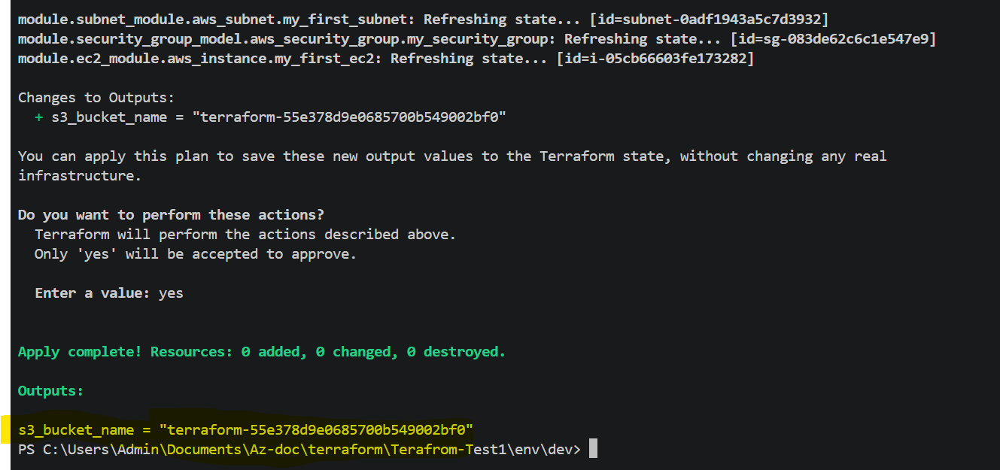 module.subnet_module.aws_subnet.my_first_subnet: Refreshing state... [id=subnet-0adf1943a5c7d3932]
module.security_group_model.aws_security_group.my_security_group: Refreshing state... [id=sg-083de62c6c1e547e9]
module.ec2_module.aws_instance.my_first_ec2: Refreshing state... [id=i-05cb66603fe173282]
Changes to Outputs:
+ s3_bucket_name = "terraform-55e378d9e0685700b549002bf0"
You can apply this plan to save these new output values to the Terraform state, without changing any real
infrastructure.
Do you want to perform these actions?
Terraform will perform the actions described above.
Only 'yes' will be accepted to approve.
Enter a value: yes
Apply complete! Resources: 0 added, 0 changed, 0 destroyed.
Outputs:
s3_bucket_name = "terraform-55e378d9e0685700b549002bf0"
PS C:\Users\Admin\Documents\Az-doc\terraform\Terafrom-Test1\env\dev>